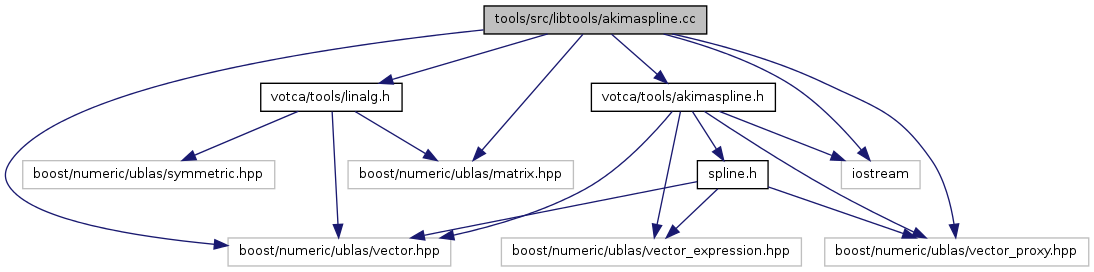 tools/src/libtools/akimaspline.cc
votca/tools/linalg.h
votca/tools/akimaspline.h
boost/numeric/ublas/symmetric.hpp
boost/numeric/ublas/matrix.hpp
spline.h
iostream
boost/numeric/ublas/vector.hpp
boost/numeric/ublas/vector_expression.hpp
boost/numeric/ublas/vector_proxy.hpp